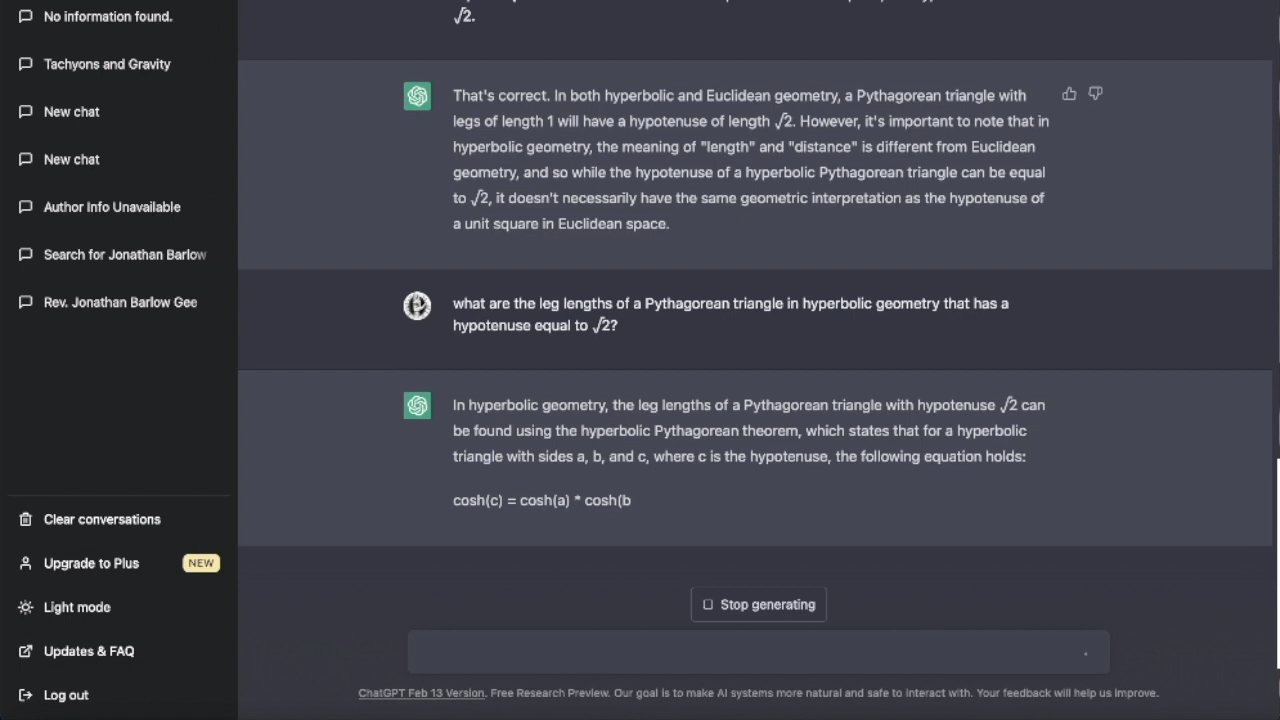 No information found.
Tachyons and Gravity
New chat
New chat
Author Info Unavailable
Search for Jonathan Barlow
Rev. Jonathan Barlow Gee
Clear conversations
Upgrade to Plus NEW
Light mode
Updates & FAQ
Log out
√2.
That's correct. In both hyperbolic and Euclidean geometry, a Pythagorean triangle with
legs of length 1 will have a hypotenuse of length √2. However, it's important to note that in
hyperbolic geometry, the meaning of "length" and "distance" is different from Euclidean
geometry, and so while the hypotenuse of a hyperbolic Pythagorean triangle can be equal
to √2, it doesn't necessarily have the same geometric interpretation as the hypotenuse of
a unit square in Euclidean space.
what are the leg lengths of a Pythagorean triangle in hyperbolic geometry that has a
hypotenuse equal to √2?
In hyperbolic geometry, the leg lengths of a Pythagorean triangle with hypotenuse √2 can
be found using the hyperbolic Pythagorean theorem, which states that for a hyperbolic
triangle with sides a, b, and c, where c is the hypotenuse, the following equation holds:
cosh(c) = cosh(a) * cosh(b
Stop generating
ChatGPT Feb 13 Version. Free Research Preview. Our goal is to make AI systems more natural and safe to interact with. Your feedback will help us improve.